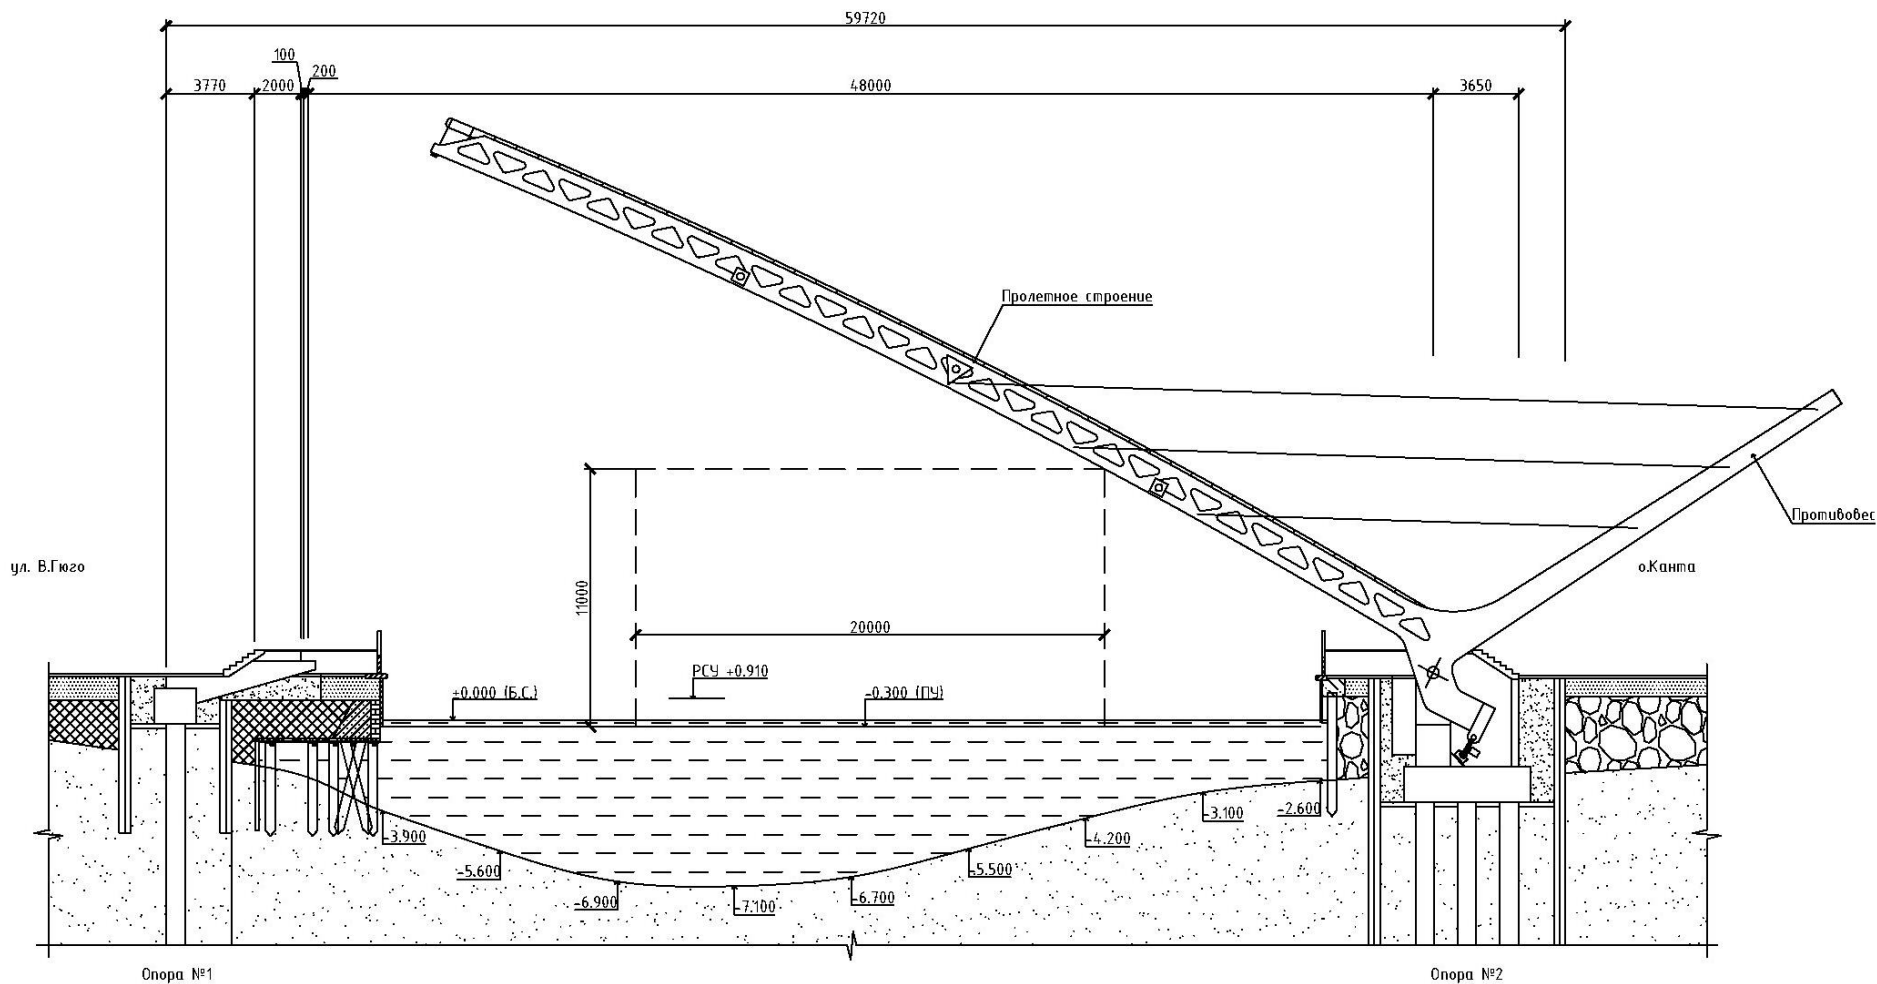 59720
100
200
3770
2000
48000
3650
Пролетное строение
Противовес
ул. В.Гюго
о.Канта
11000
20000
РСУ +0.910
+0.000 (Б.С.)
-0.300 (ПУ)
-3.900
-5.600
-6.900
-7.100
-6.700
-5.500
-4.200
-3.100
-2.600
Опора №1
Опора №2